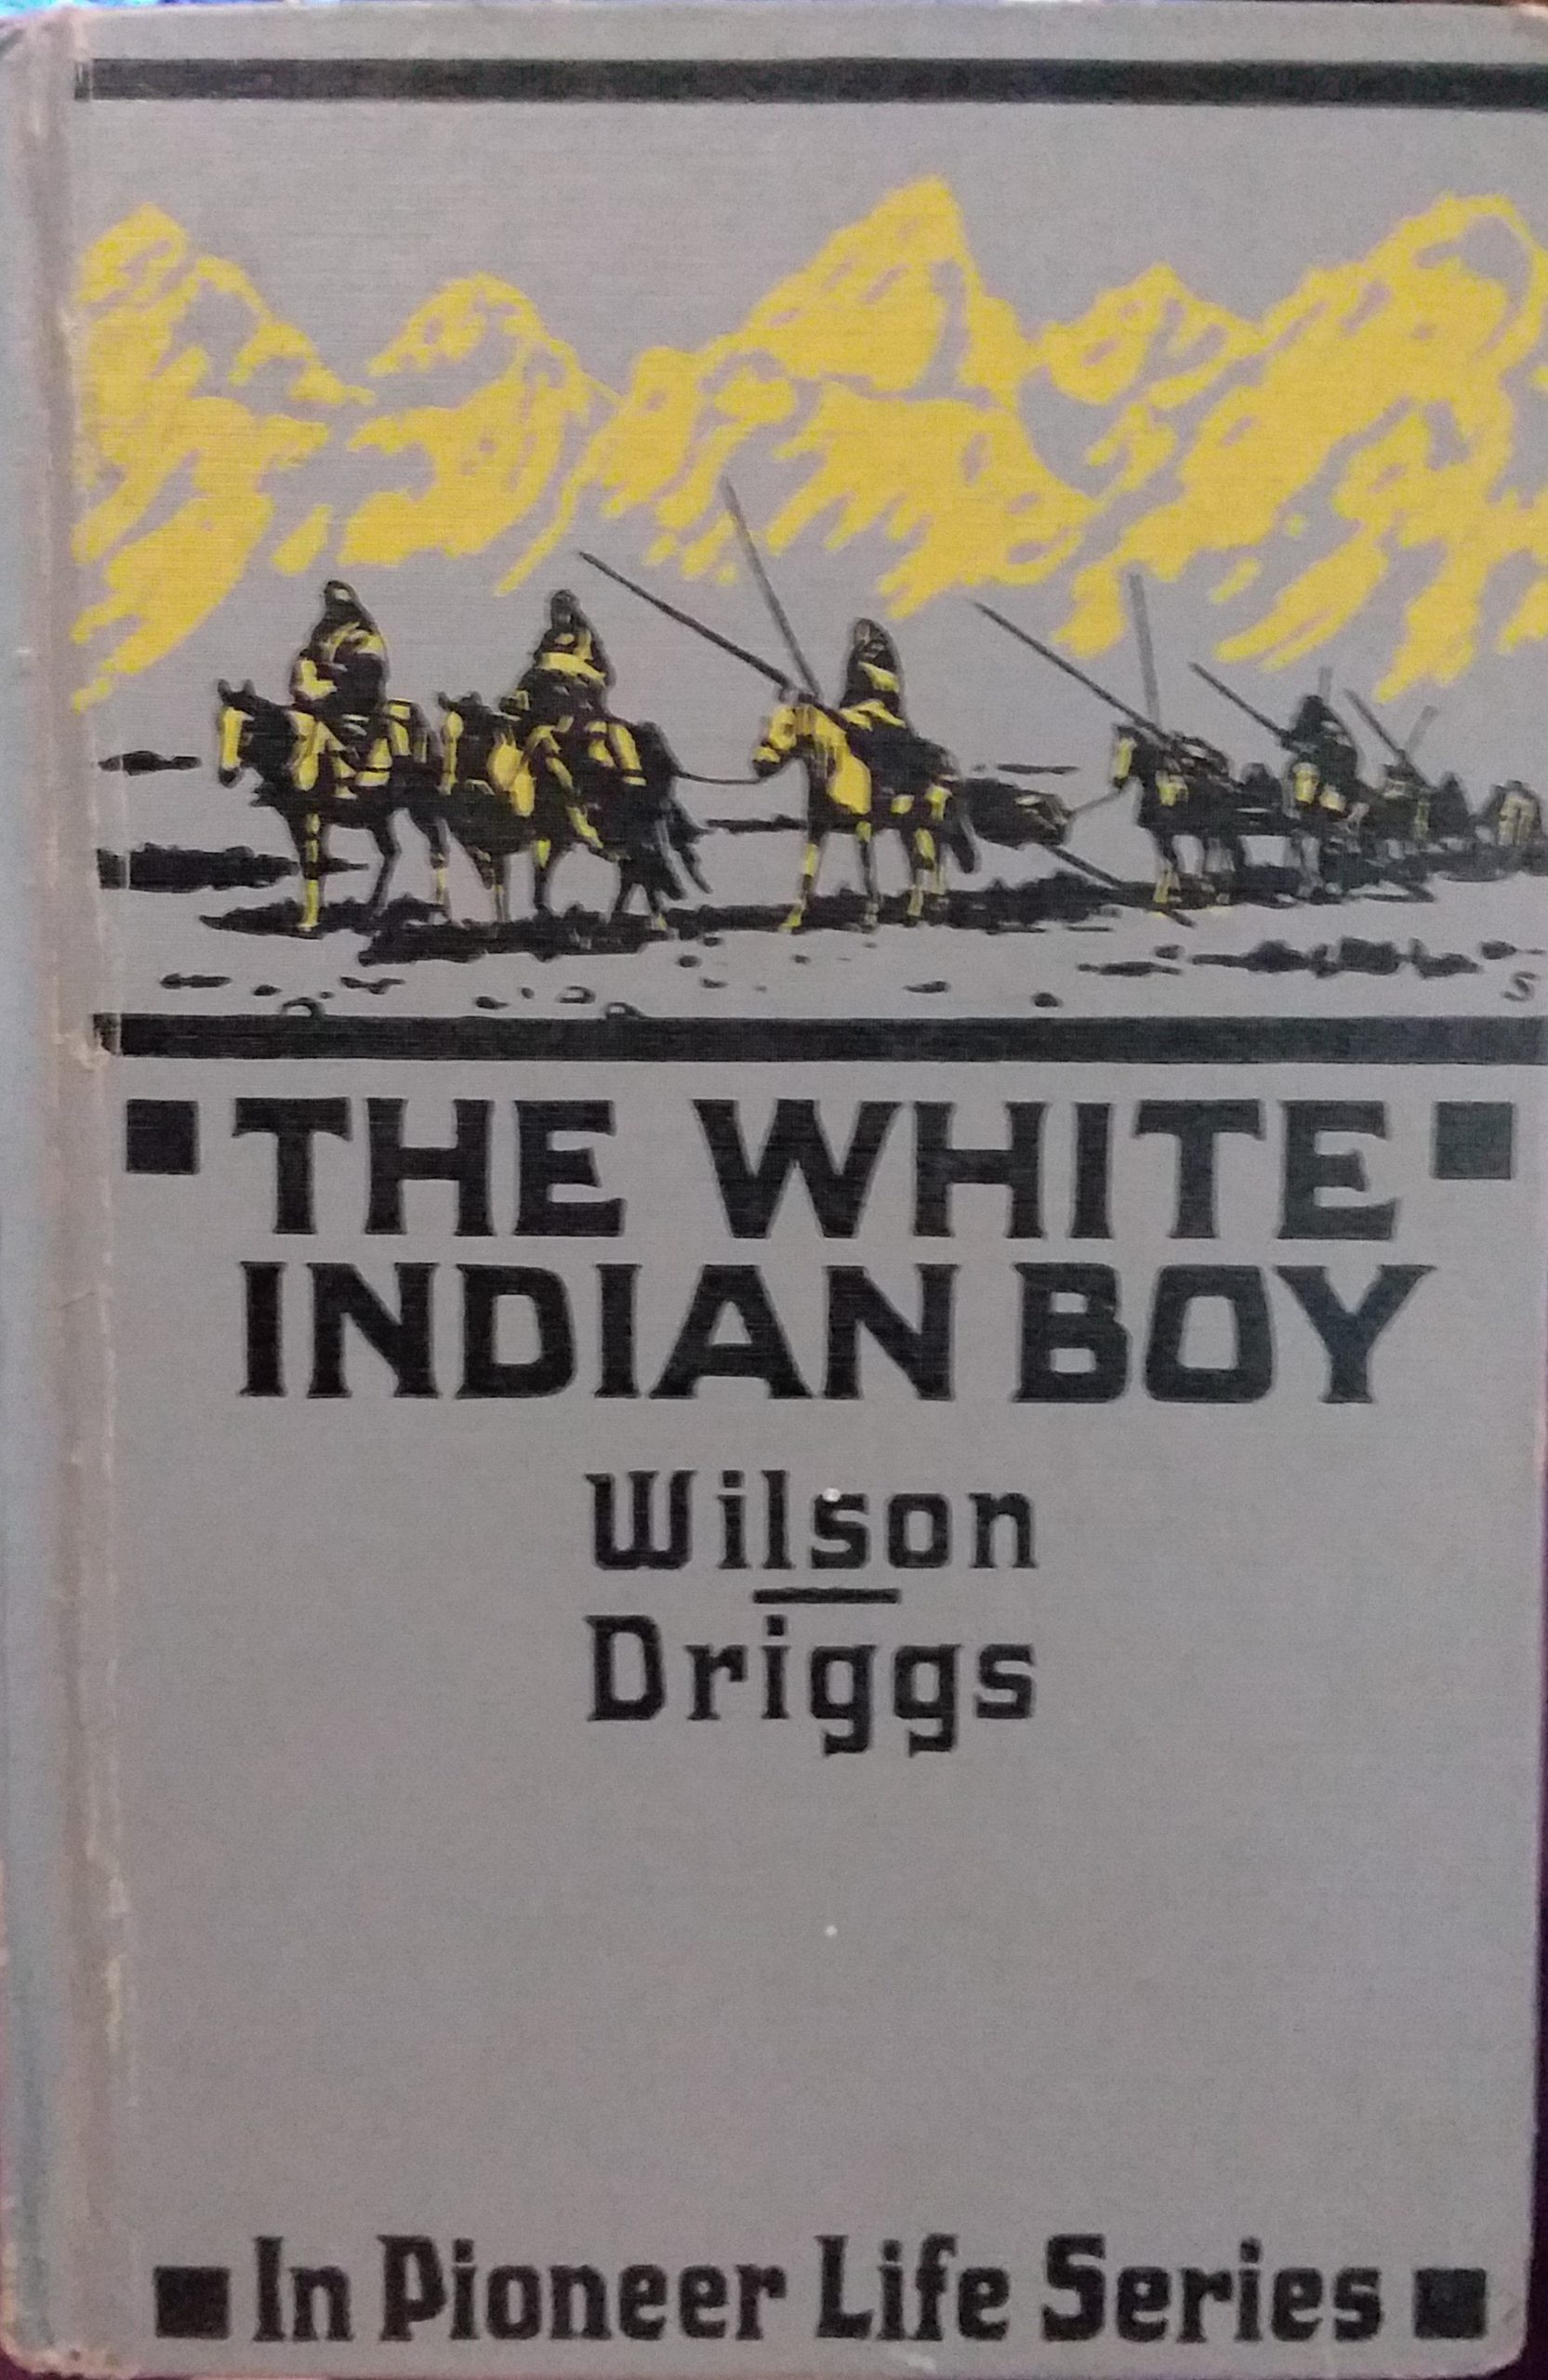 S
THE WHITE
INDIAN BOY
Wilson
Driggs
In Pioneer Life Series